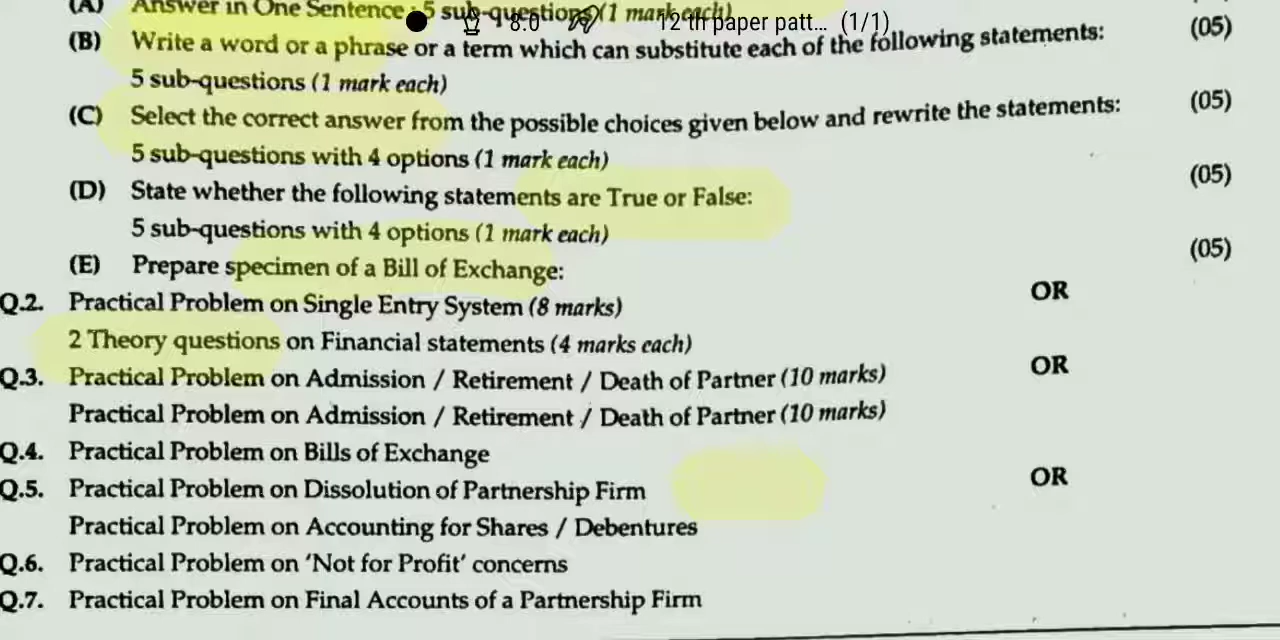 (A) Answer in One Sentence : 5 sub-questions (1 mark each)
8.0 12 th paper patt... (1/1)
(B) Write a word or a phrase or a term which can substitute each of the following statements: (05)
5 sub-questions (1 mark each)
(C) Select the correct answer from the possible choices given below and rewrite the statements: (05)
5 sub-questions with 4 options (1 mark each)
(D) State whether the following statements are True or False: (05)
5 sub-questions with 4 options (1 mark each)
(E) Prepare specimen of a Bill of Exchange: (05)
Q.2. Practical Problem on Single Entry System (8 marks) OR
2 Theory questions on Financial statements (4 marks each)
Q.3. Practical Problem on Admission / Retirement / Death of Partner (10 marks) OR
Practical Problem on Admission / Retirement / Death of Partner (10 marks)
Q.4. Practical Problem on Bills of Exchange
Q.5. Practical Problem on Dissolution of Partnership Firm OR
Practical Problem on Accounting for Shares / Debentures
Q.6. Practical Problem on 'Not for Profit' concerns
Q.7. Practical Problem on Final Accounts of a Partnership Firm